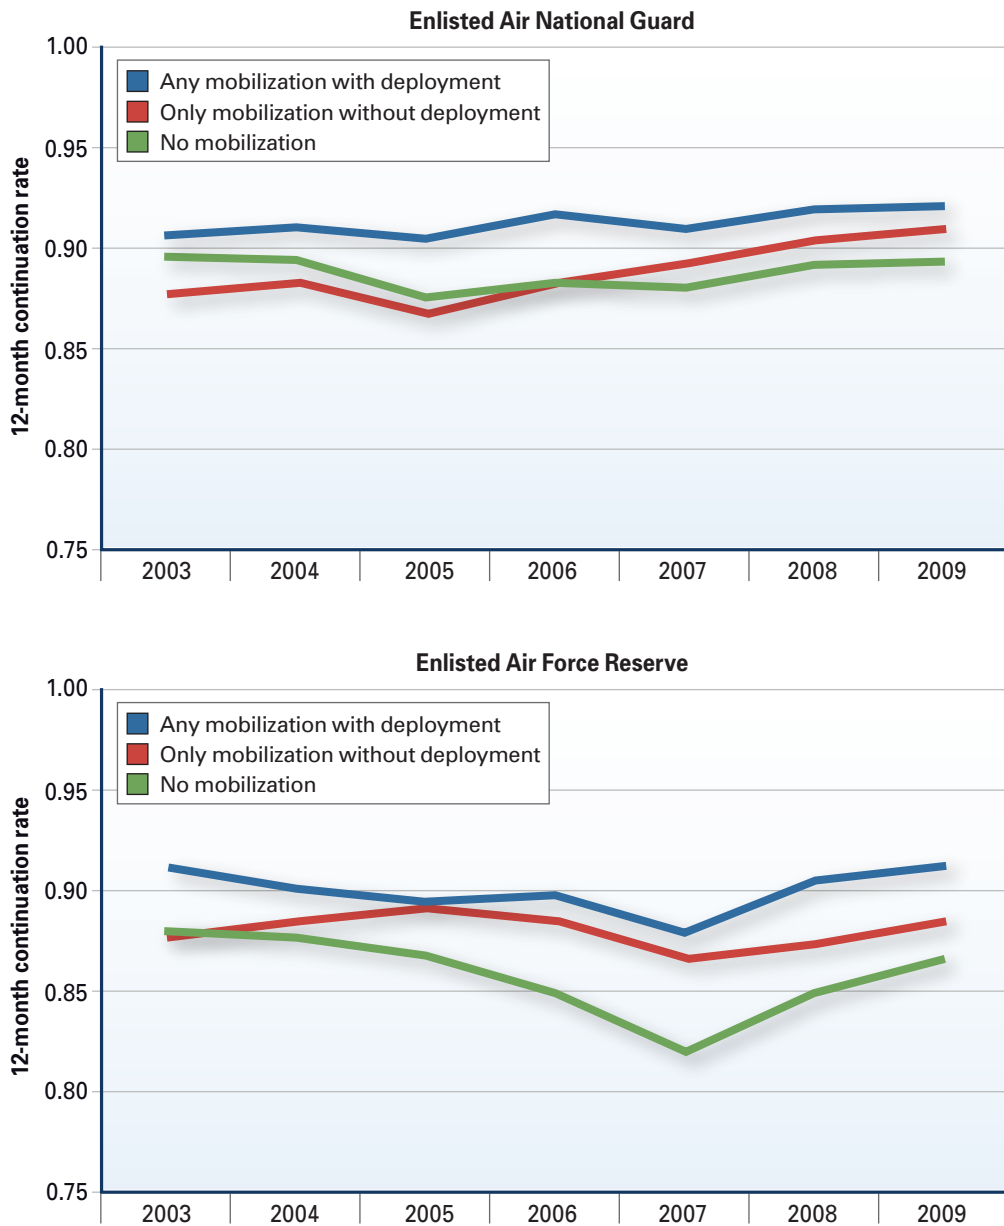 Enlisted Air National Guard
12-month continuation rate
1.00
0.95
0.90
0.85
0.80
0.75
Any mobilization with deployment
Only mobilization without deployment
No mobilization
2003 2004 2005 2006 2007 2008 2009
Enlisted Air Force Reserve
12-month continuation rate
1.00
0.95
0.90
0.85
0.80
0.75
Any mobilization with deployment
Only mobilization without deployment
No mobilization
2003 2004 2005 2006 2007 2008 2009